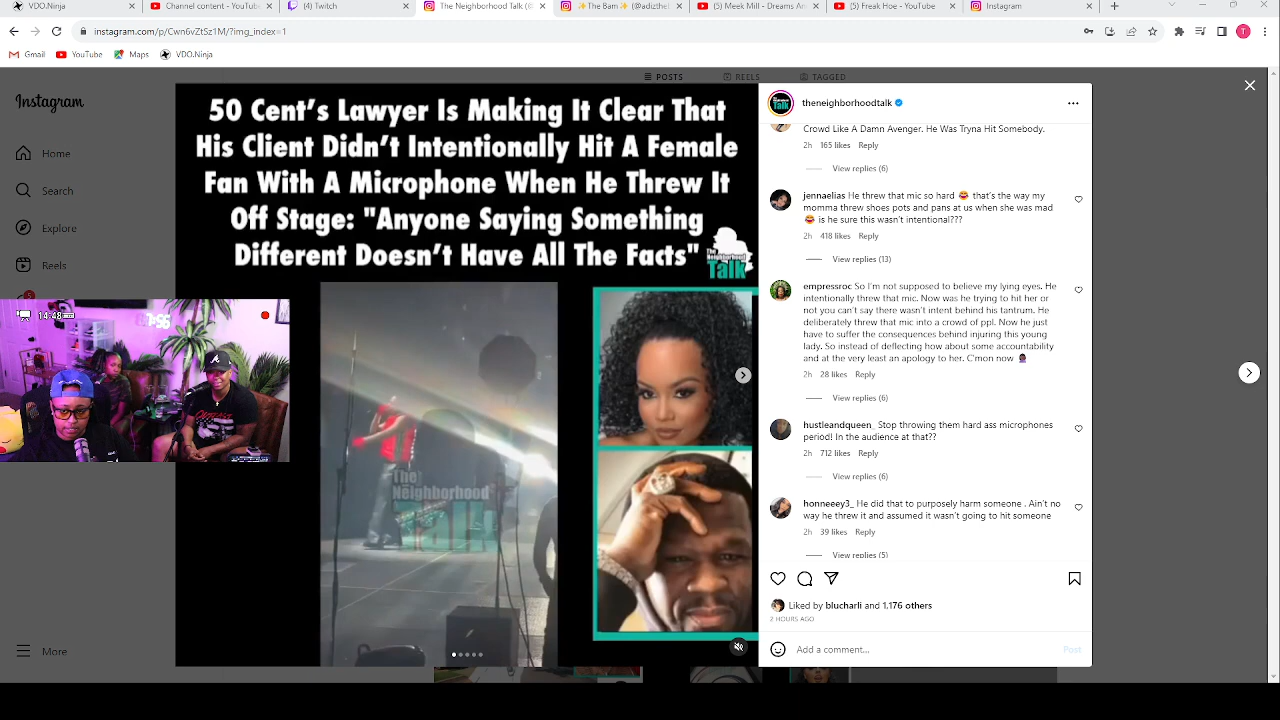 VDO.Ninja
Channel content - YouTube
(4) Twitch
The Neighborhood Talk (@
✨The Bam✨ (@adizthe
(5) Meek Mill - Dreams An
(5) Freak Hoe - YouTube
Instagram
instagram.com/p/Cwn6vZtSz1M/?img_index=1
T
Gmail
YouTube
Maps
VDO.Ninja
POSTS
REELS
TAGGED
Instagram
Home
Search
Explore
Reels
More
14:48
7:56
50 Cent's Lawyer Is Making It Clear That
His Client Didn't Intentionally Hit A Female
Fan With A Microphone When He Threw It
Off Stage: "Anyone Saying Something
Different Doesn't Have All The Facts"
The
Neighborhood
Talk
The
Neighborhood
Talk
theneighborhoodtalk
Crowd Like A Damn Avenger. He Was Tryna Hit Somebody.
2h 165 likes Reply
View replies (6)
jennaelias He threw that mic so hard 😂 that's the way my
momma threw shoes pots and pans at us when she was mad
😂 is he sure this wasn't intentional???
2h 418 likes Reply
View replies (13)
empressroc So I'm not supposed to believe my lying eyes. He
intentionally threw that mic. Now was he trying to hit her or
not you can't say there wasn't intent behind his tantrum. He
deliberately threw that mic into a crowd of ppl. Now he just
have to suffer the consequences behind injuring this young
lady. So instead of deflecting how about some accountability
and at the very least an apology to her. C'mon now
2h 28 likes Reply
View replies (6)
hustleandqueen_ Stop throwing them hard ass microphones
period! In the audience at that??
2h 712 likes Reply
View replies (6)
honneeey3_ He did that to purposely harm someone . Ain't no
way he threw it and assumed it wasn't going to hit someone
2h 39 likes Reply
View replies (5)
Liked by blucharli and 1,176 others
2 HOURS AGO
Add a comment...
Post